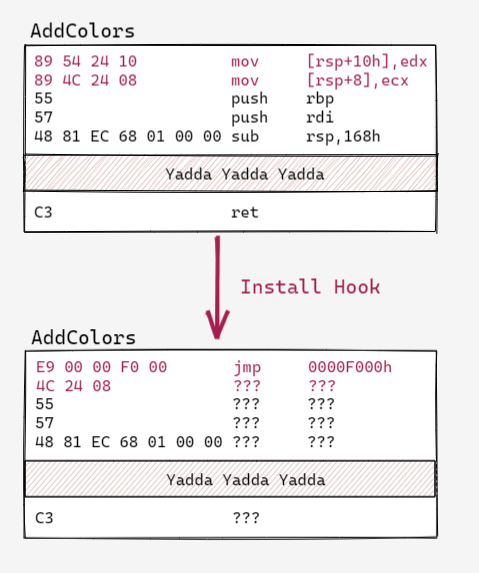 AddColors
89 54 24 10 mov [rsp+10h],edx
89 4C 24 08 mov [rsp+8],ecx
55 push rbp
57 push rdi
48 81 EC 68 01 00 00 sub rsp,168h
Yadda Yadda Yadda
C3 ret
Install Hook
AddColors
E9 00 00 F0 00 jmp 0000F000h
4C 24 08 ??? ???
55 ??? ???
57 ??? ???
48 81 EC 68 01 00 00 ??? ???
Yadda Yadda Yadda
C3 ???